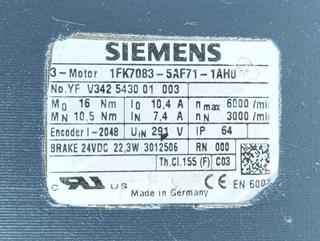 SIEMENS
3~Motor 1FK7083-5AF71-1AH0
No.YF V342 5430 01 003
M0 16 Nm I0 10,4 A n max 6000 /min
MN 10,5 Nm IN 7,4 A nN 3000 /min
Encoder I-2048 UIN 291 V IP 64
BRAKE 24VDC 22,3W 3012506 RN 000
Th.Cl.155 (F) C03
C US Made in Germany CE EN 6003